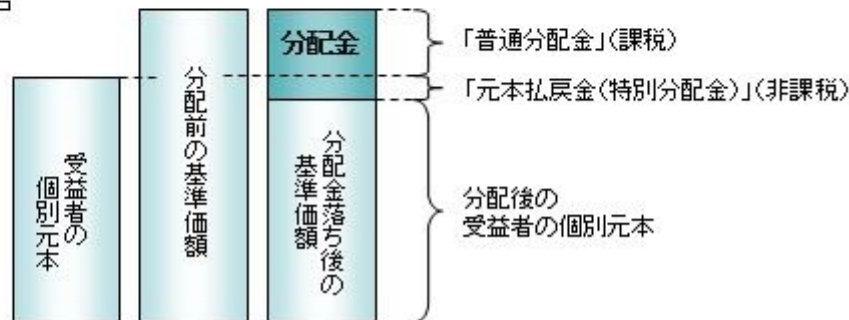 分配金
「普通分配金」(課税)
「元本払戻金(特別分配金)」(非課税)
受益者の
個別元本
分配前の基準価額
分配金落ち後の
基準価額
分配後の
受益者の個別元本